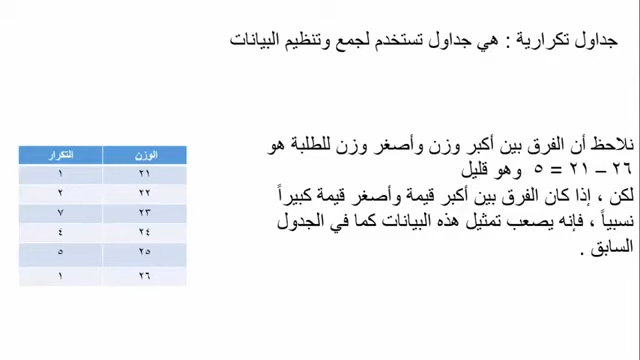 جداول تكرارية : هي جداول تستخدم لجمع وتنظيم البيانات
نلاحظ أن الفرق بين أكبر وزن وأصغر وزن للطلبة هو
٢٦ – ٢١ = ٥ وهو قليل
لكن ، إذا كان الفرق بين أكبر قيمة وأصغر قيمة كبيراً
نسبياً ، فإنه يصعب تمثيل هذه البيانات كما في الجدول
السابق .
الوزن التكرار
٢١ ١
٢٢ ٢
٢٣ ٧
٢٤ ٤
٢٥ ٥
٢٦ ١